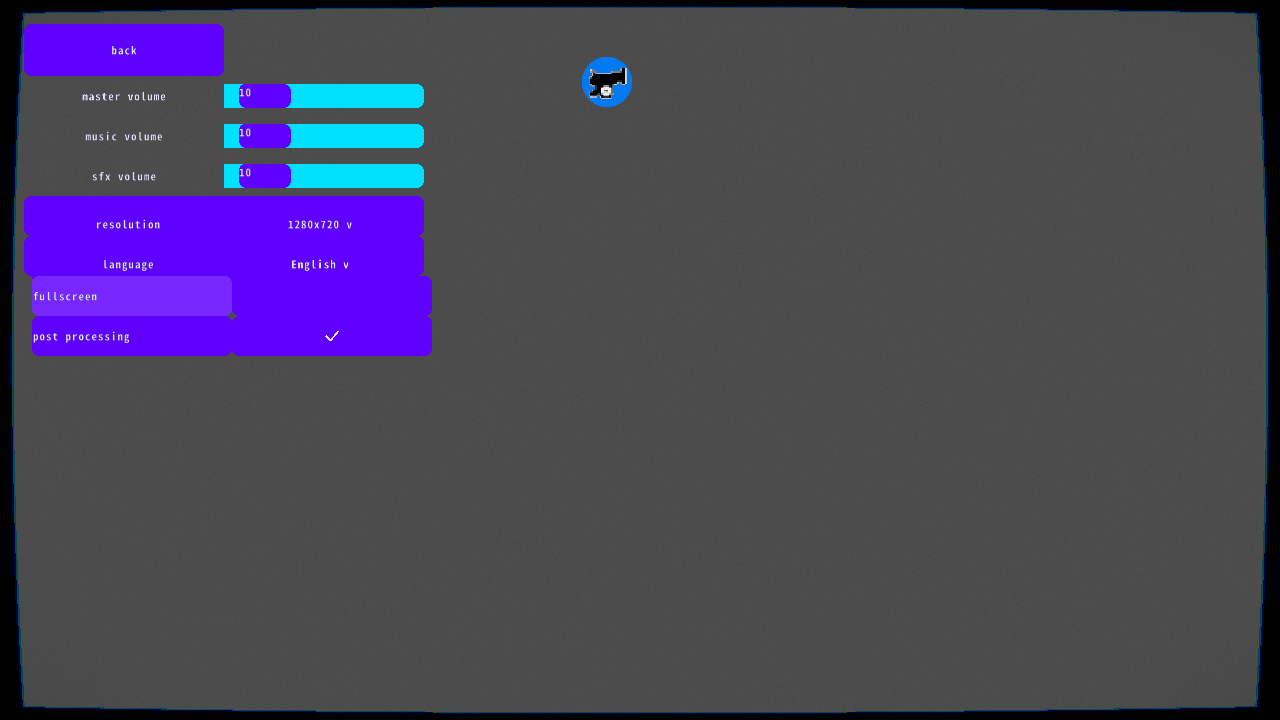 back
master volume 10
music volume 10
sfx volume 10
resolution 1280x720 v
language English v
fullscreen
post processing